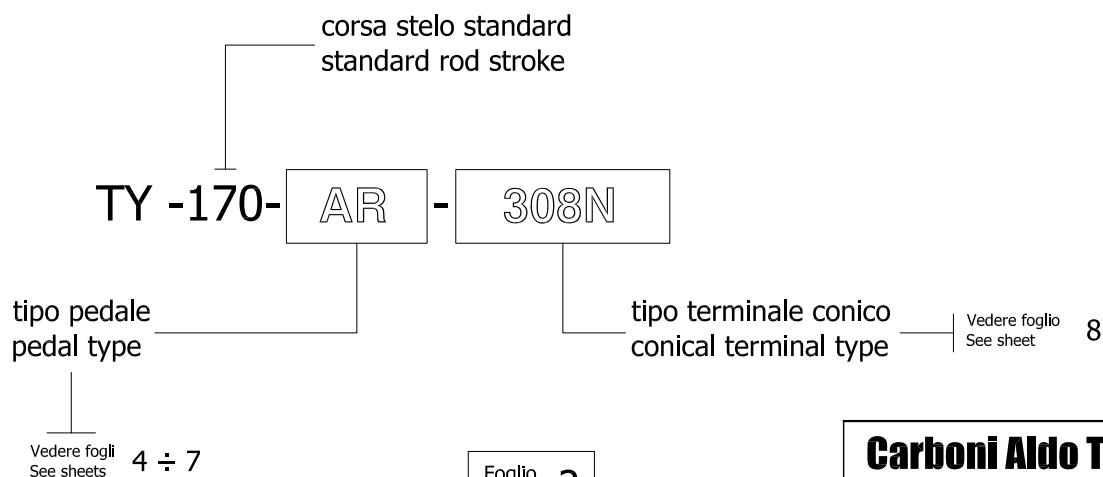 corsa stelo standard
standard rod stroke
TY -170- AR - 308N
tipo pedale
pedal type
tipo terminale conico
conical terminal type
Vedere foglio
See sheet 8
Vedere fogli
See sheets 4 ÷ 7
Foglio
Carboni Aldo